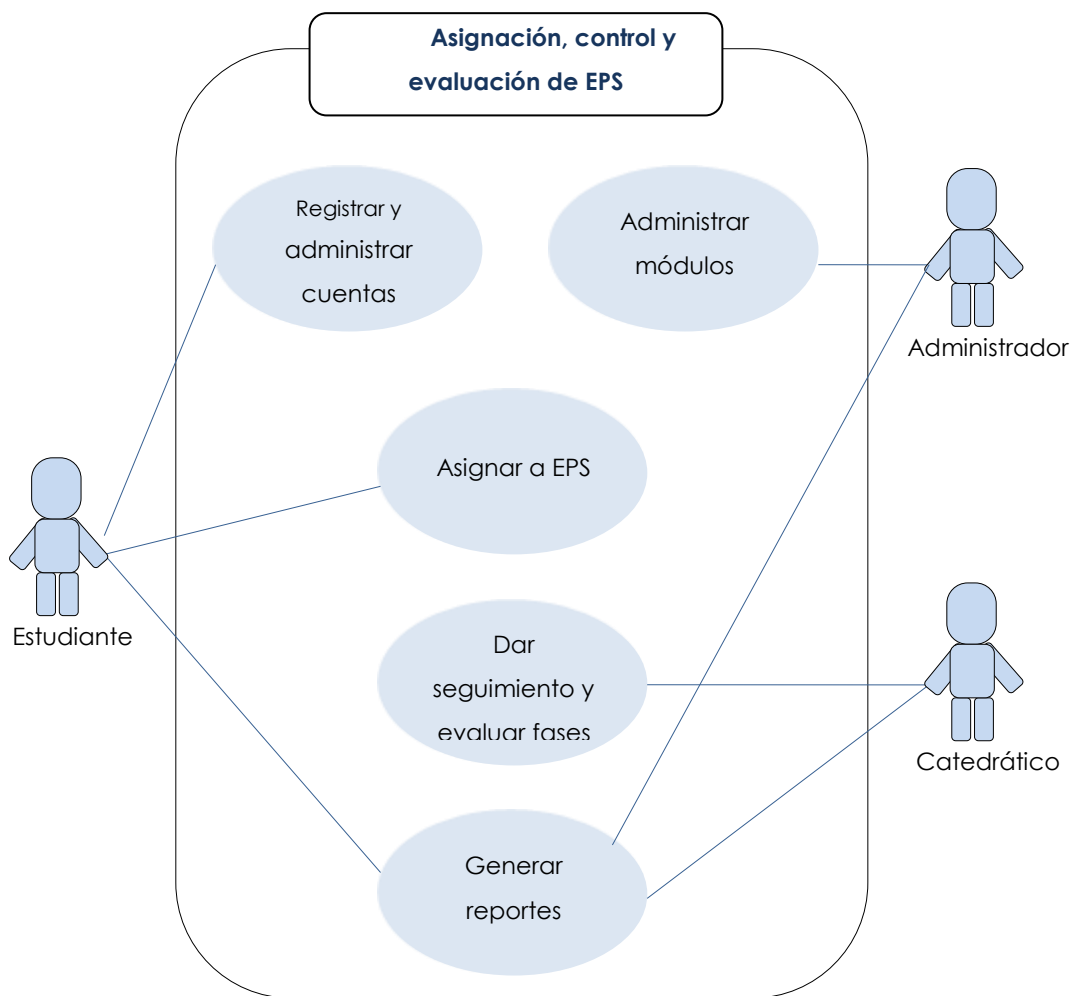 Asignación, control y
evaluación de EPS
Registrar y
administrar
cuentas
Administrar
módulos
Administrador
Asignar a EPS
Estudiante
Dar
seguimiento y
evaluar fases
Catedrático
Generar
reportes